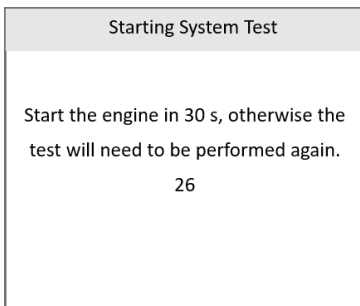 Starting System Test
Start the engine in 30 s, otherwise the
test will need to be performed again.
26